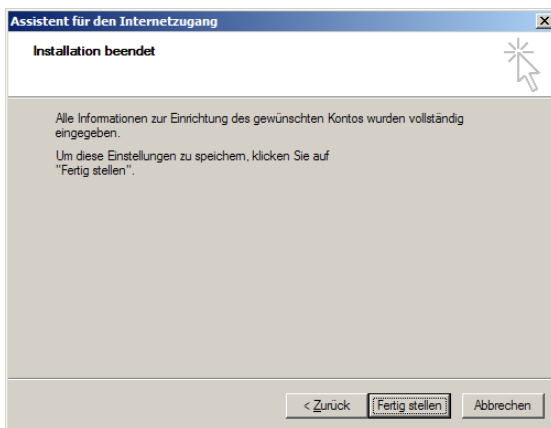 Assistent für den Internetzugang
Installation beendet
Alle Informationen zur Einrichtung des gewünschten Kontos wurden vollständig
eingegeben.
Um diese Einstellungen zu speichern, klicken Sie auf
"Fertig stellen".
< Zurück Fertig stellen Abbrechen